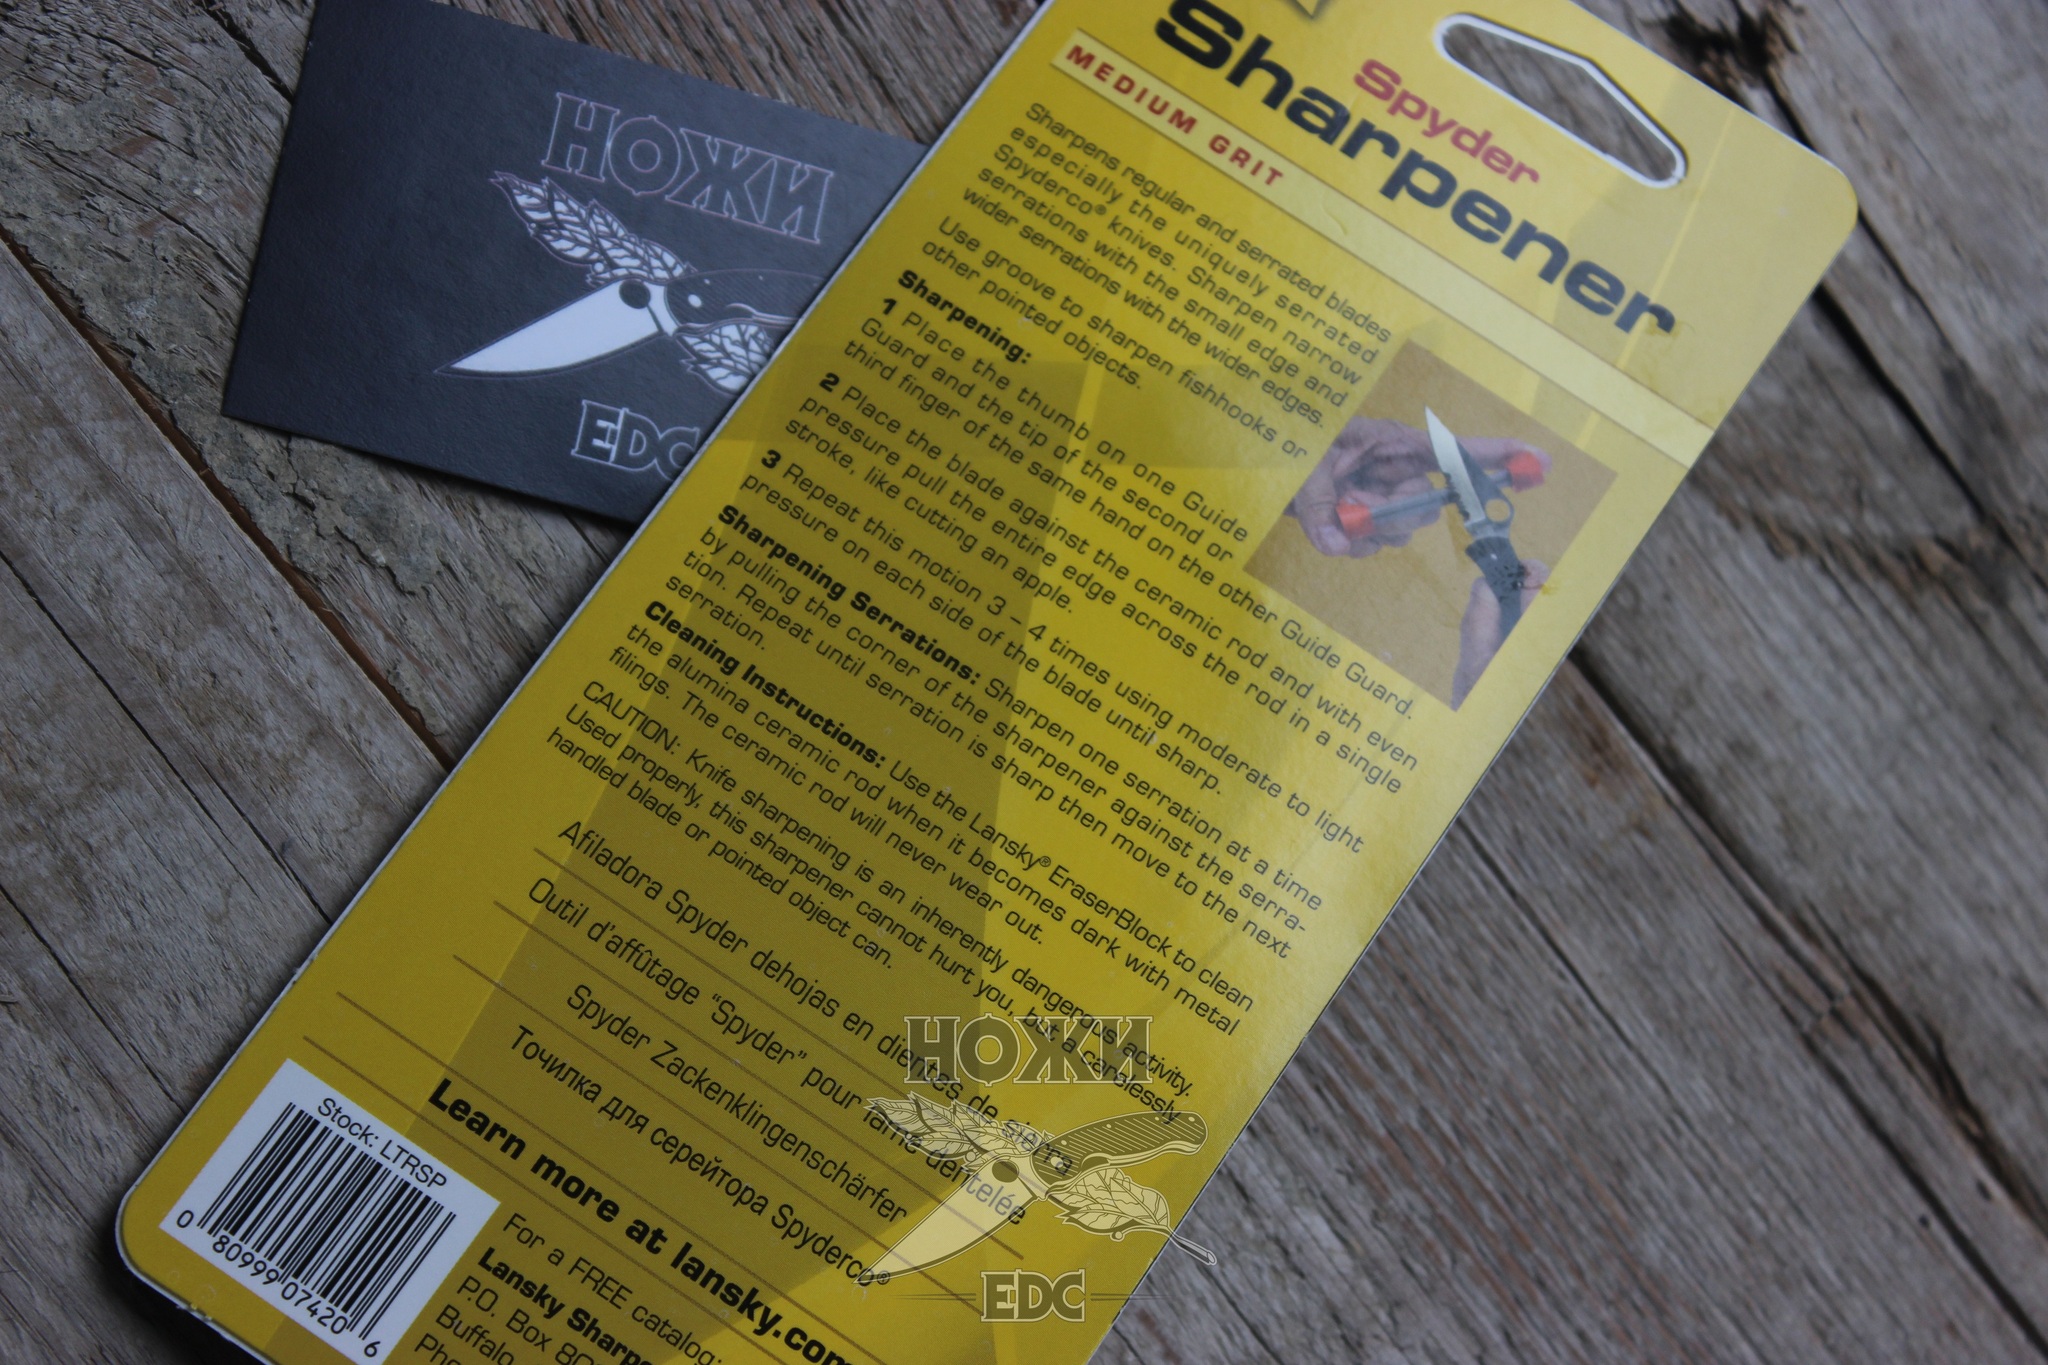 НОЖИ
EDC
Spyder
Sharpener
MEDIUM GRIT
Sharpens regular and serrated blades
especially the uniquely serrated
Spyderco® knives. Sharpen narrow
serrations with the small edge and
wider serrations with the wider edges.
Use groove to sharpen fishhooks or
other pointed objects.
Sharpening:
1 Place the thumb on one Guide
Guard and the tip of the second or
third finger of the same hand on the other Guide Guard.
2 Place the blade against the ceramic rod and with even
pressure pull the entire edge across the rod in a single
stroke, like cutting an apple.
3 Repeat this motion 3 – 4 times using moderate to light
pressure on each side of the blade until sharp.
Sharpening Serrations: Sharpen one serration at a time
by pulling the corner of the sharpener against the serra-
tion. Repeat until serration is sharp then move to the next
serration.
Cleaning Instructions: Use the Lansky® EraserBlock to clean
the alumina ceramic rod when it becomes dark with metal
filings. The ceramic rod will never wear out.
CAUTION: Knife sharpening is an inherently dangerous activity.
Used properly, this sharpener cannot hurt you, but a carelessly
handled blade or pointed object can.
Afiladora Spyder dehojas en dientes de sierra
Outil d'affûtage “Spyder” pour lame dentelée
Spyder Zackenklingenschärfer
Точилка для серейтора Spyderco®
Learn more at lansky.com
For a FREE catalog:
Lansky
P.O. Box
Buffalo
Stock: LTRSP
0 80999 07420 6
НОЖИ
EDC